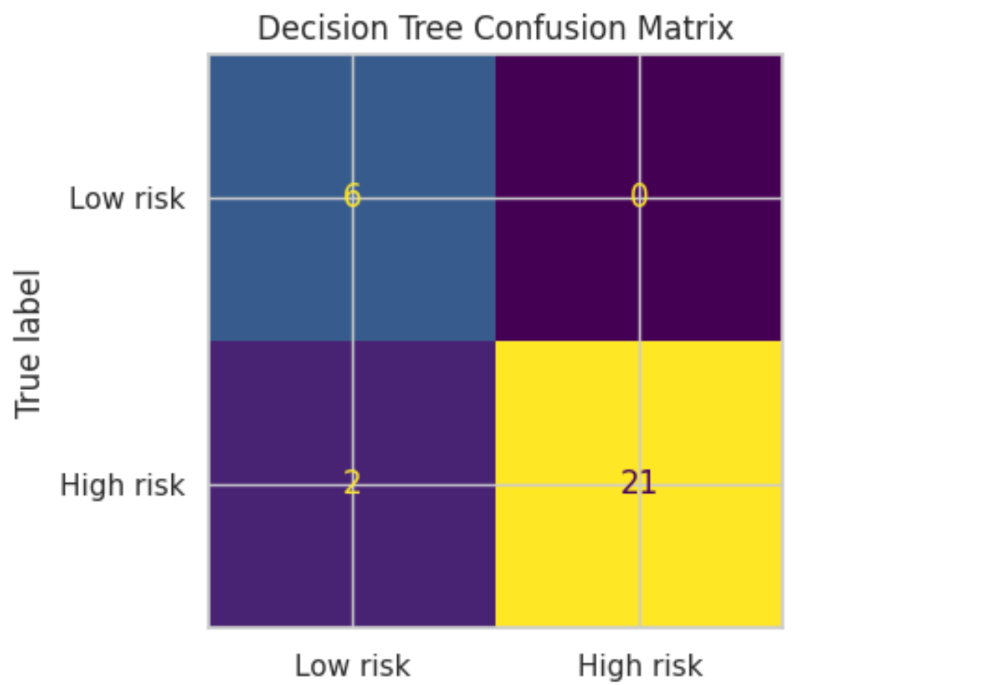 Decision Tree Confusion Matrix
True label
Low risk
6 0
High risk
2 21
Low risk High risk